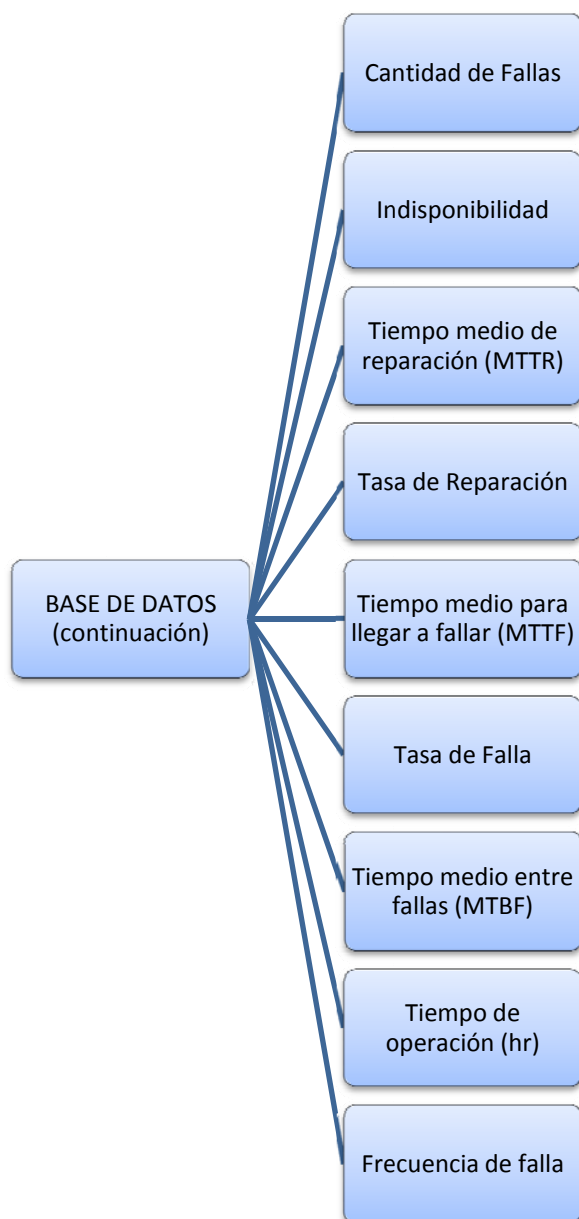 Cantidad de Fallas
Indisponibilidad
Tiempo medio de
reparación (MTTR)
Tasa de Reparación
BASE DE DATOS
(continuación)
Tiempo medio para
llegar a fallar (MTTF)
Tasa de Falla
Tiempo medio entre
fallas (MTBF)
Tiempo de
operación (hr)
Frecuencia de falla